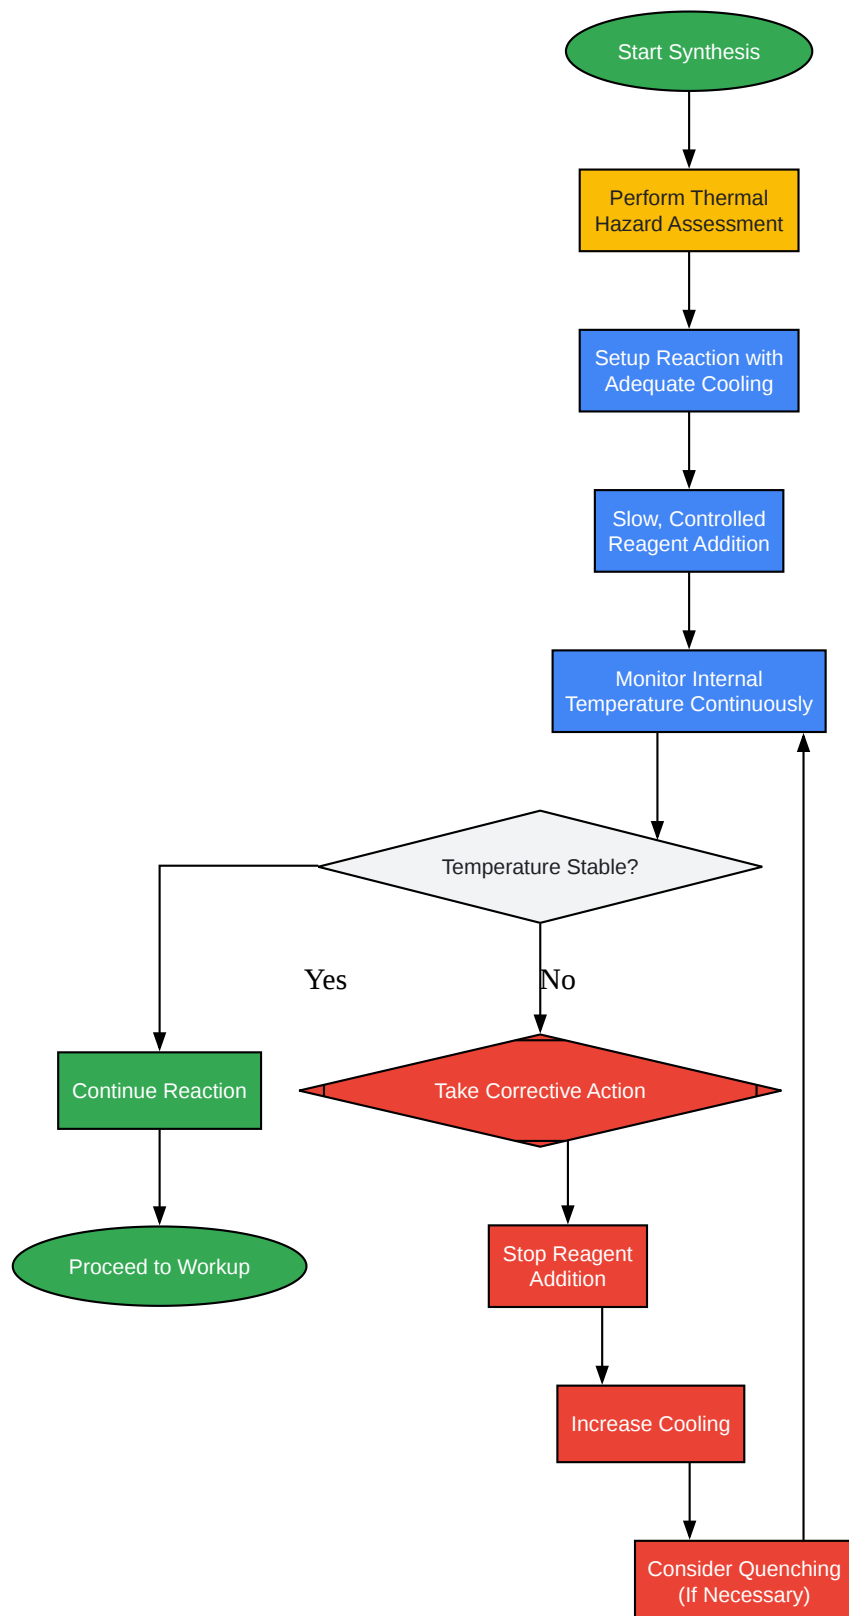 Start Synthesis
Perform Thermal
Hazard Assessment
Setup Reaction with
Adequate Cooling
Slow, Controlled
Reagent Addition
Monitor Internal
Temperature Continuously
Temperature Stable?
Yes
No
Continue Reaction
Take Corrective Action
Proceed to Workup
Stop Reagent
Addition
Increase Cooling
Consider Quenching
(If Necessary)